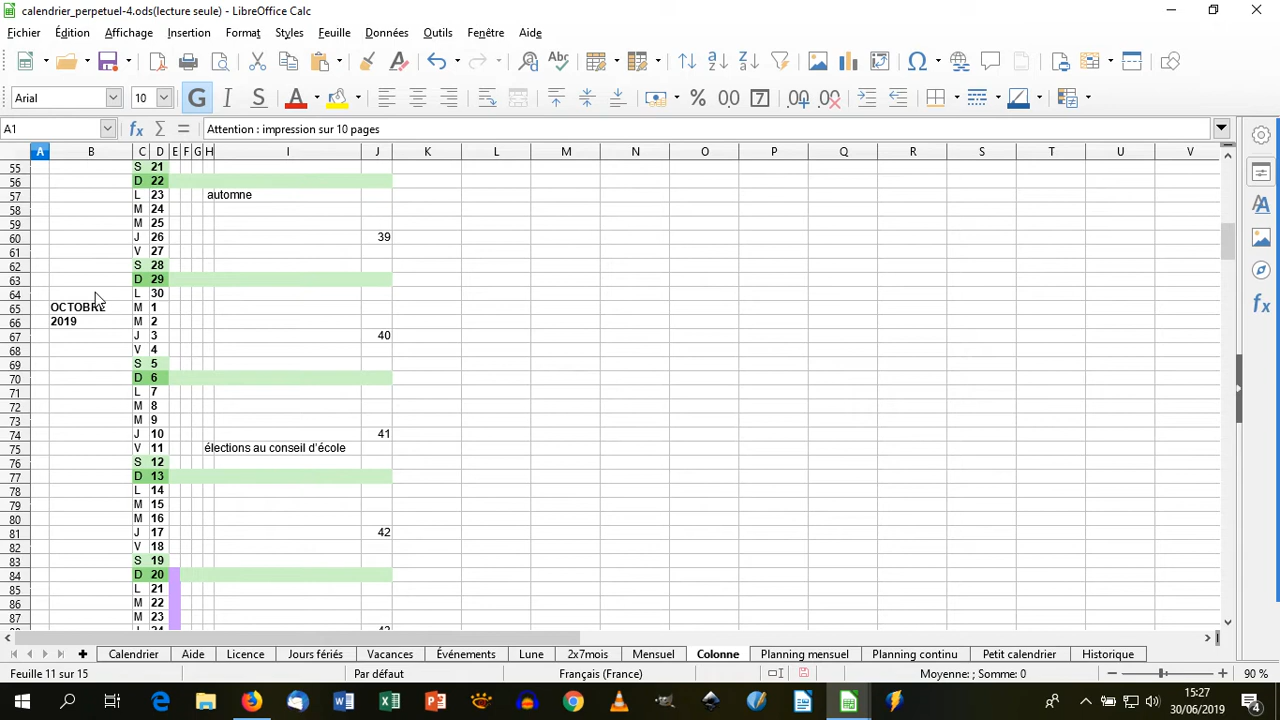 calendrier_perpetuel-4.ods(lecture seule) - LibreOffice Calc
Fichier Édition Affichage Insertion Format Styles Feuille Données Outils Fenêtre Aide
Arial 10
A1 Attention : impression sur 10 pages
A B C D E F G H I J K L M N O P Q R S T U V
55 S 21
56 D 22
57 L 23 automne
58 M 24
59 M 25
60 J 26 39
61 V 27
62 S 28
63 D 29
64 L 30
65 OCTOBRE M 1
66 2019 M 2
67 J 3 40
68 V 4
69 S 5
70 D 6
71 L 7
72 M 8
73 M 9
74 J 10 41
75 V 11 élections au conseil d'école
76 S 12
77 D 13
78 L 14
79 M 15
80 M 16
81 J 17 42
82 V 18
83 S 19
84 D 20
85 L 21
86 M 22
87 M 23
Calendrier Aide Licence Jours fériés Vacances Événements Lune 2x7mois Mensuel Colonne Planning mensuel Planning continu Petit calendrier Historique
Feuille 11 sur 15 Par défaut Français (France) Moyenne: ; Somme: 0 90 %
15:27
30/06/2019
4